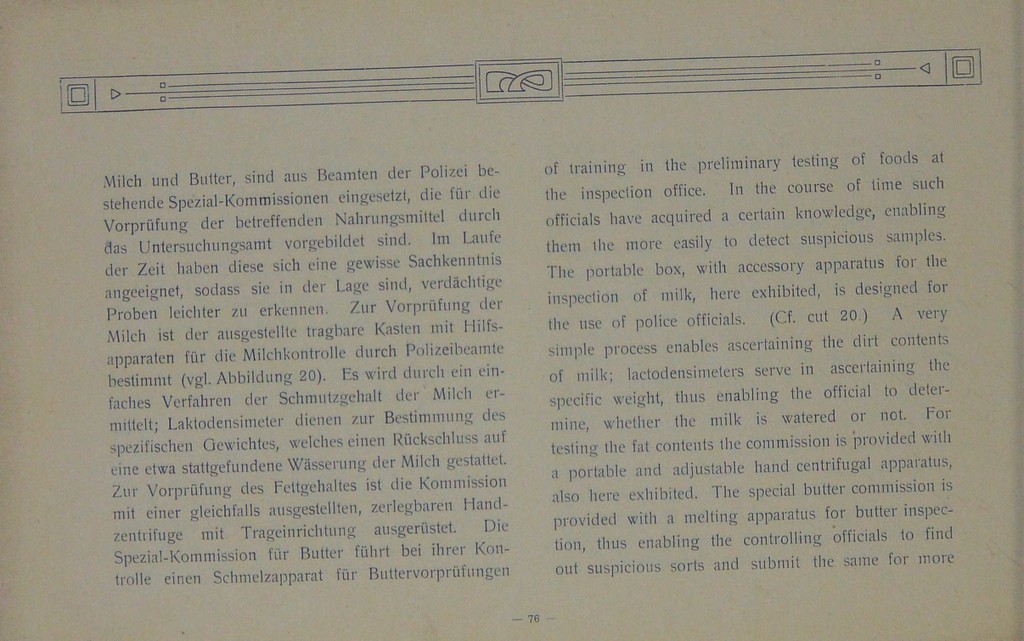 Milch und Butter, sind aus Beamten der Polizei be-
stehende Spezial-Kommissionen eingesetzt, die für die
Vorprüfung der betreffenden Nahrungsmittel durch
das Untersuchungsamt vorgebildet sind. Im Laufe
der Zeit haben diese sich eine gewisse Sachkenntnis
angeeignet, sodass sie in der Lage sind, verdächtige
Proben leichter zu erkennen. Zur Vorprüfung der
Milch ist der ausgestellte tragbare Kasten mit Hilfs-
apparaten für die Milchkontrolle durch Polizeibeamte
bestimmt (vgl. Abbildung 20). Es wird durch ein ein-
faches Verfahren der Schmutzgehalt der Milch er-
mittelt; Laktodensimeter dienen zur Bestimmung des
spezifischen Gewichtes, welches einen Rückschluss auf
eine etwa stattgefundene Wässerung der Milch gestattet.
Zur Vorprüfung des Fettgehaltes ist die Kommission
mit einer gleichfalls ausgestellten, zerlegbaren Hand-
zentrifuge mit Trageinrichtung ausgerüstet. Die
Spezial-Kommission für Butter führt bei ihrer Kon-
trolle einen Schmelzapparat für Buttervorprüfungen
of training in the preliminary testing of foods at
the inspection office. In the course of time such
officials have acquired a certain knowledge, enabling
them the more easily to detect suspicious samples.
The portable box, with accessory apparatus for the
inspection of milk, here exhibited, is designed for
the use of police officials. (Cf. cut 20.) A very
simple process enables ascertaining the dirt contents
of milk; lactodensimeters serve in ascertaining the
specific weight, thus enabling the official to deter-
mine, whether the milk is watered or not. For
testing the fat contents the commission is provided with
a portable and adjustable hand centrifugal apparatus,
also here exhibited. The special butter commission is
provided with a melting apparatus for butter inspec-
tion, thus enabling the controlling officials to find
out suspicious sorts and submit the same for more
— 76 —